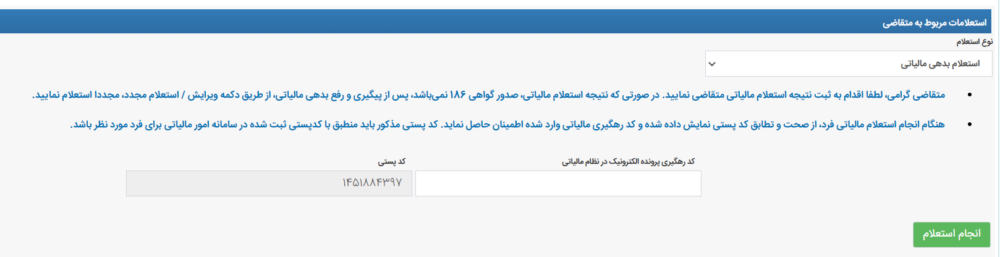 استعلامات مربوط به متقاضی
نوع استعلام
استعلام بدهی مالیاتی
متقاضی گرامی، لطفا اقدام به ثبت نتیجه استعلام مالیاتی متقاضی نمایید. در صورتی که نتیجه استعلام مالیاتی، صدور گواهی ۱۸۶ نمی‌باشد، پس از پیگیری و رفع بدهی مالیاتی، از طریق دکمه ویرایش / استعلام مجدد، مجددا استعلام نمایید.
هنگام انجام استعلام مالیاتی فرد، از صحت و تطابق کد پستی نمایش داده شده و کد رهگیری مالیاتی وارد شده اطمینان حاصل نماید. کد پستی مذکور باید منطبق با کدپستی ثبت شده در سامانه امور مالیاتی برای فرد مورد نظر باشد.
کد رهگیری پرونده الکترونیک در نظام مالیاتی
کد پستی
۱۴۵۱۸۸۴۳۹۷
انجام استعلام